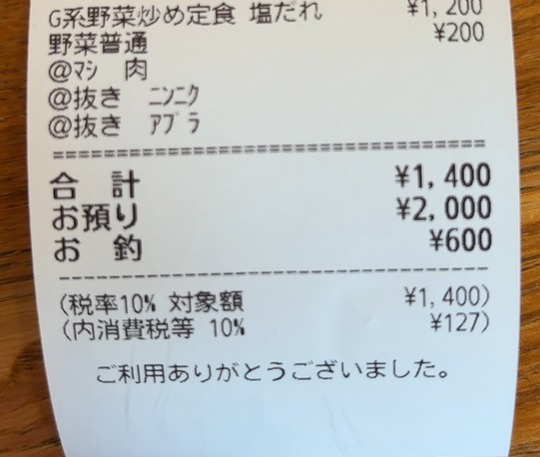 G系野菜炒め定食 塩だれ ¥1,200
野菜普通 ¥200
@ﾏｼ 肉
@抜き ﾆﾝﾆｸ
@抜き ｱﾌﾞﾗ
合 計 ¥1,400
お預り ¥2,000
お 釣 ¥600
(税率10% 対象額 ¥1,400)
(内消費税等 10% ¥127)
ご利用ありがとうございました。